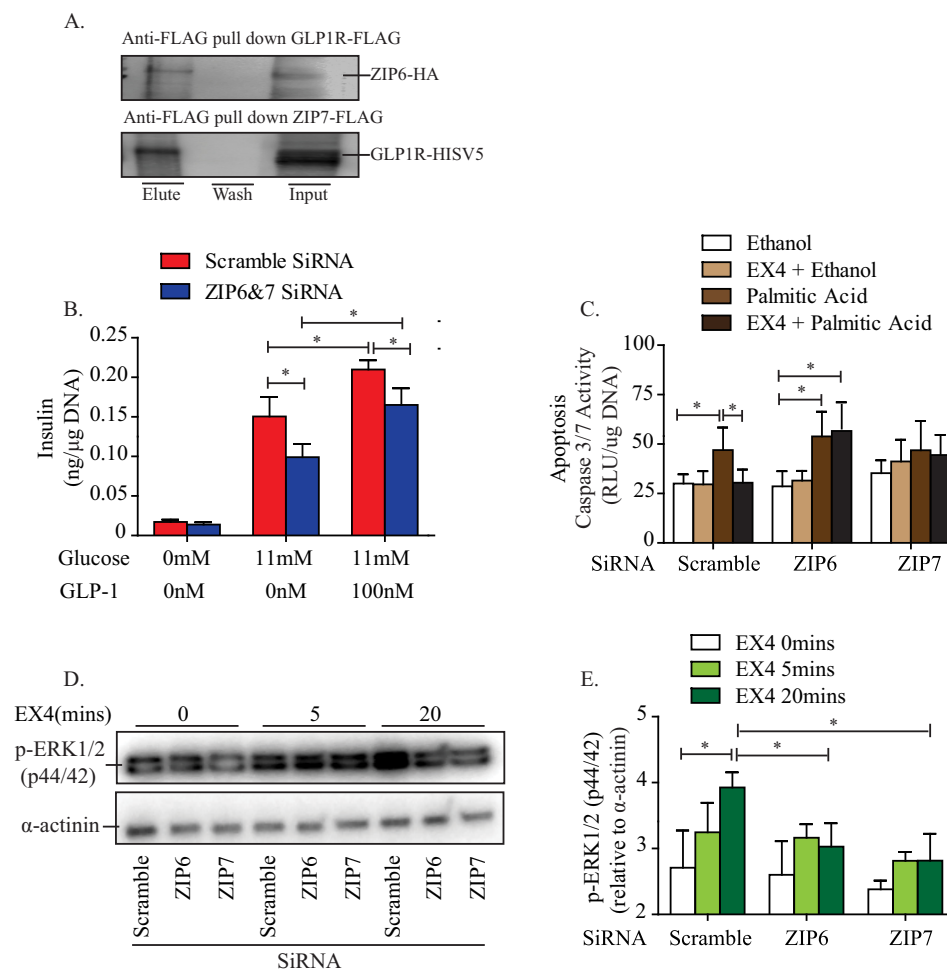 A.
Anti-FLAG pull down GLP1R-FLAG
ZIP6-HA
Anti-FLAG pull down ZIP7-FLAG
GLP1R-HISV5
Elute Wash Input
B.
Scramble SiRNA
ZIP6&7 SiRNA
Insulin
(ng/µg DNA)
0.25
0.20
0.15
0.10
0.05
0
* * * *
Glucose 0mM 11mM 11mM
GLP-1 0nM 0nM 100nM
C.
Ethanol
EX4 + Ethanol
Palmitic Acid
EX4 + Palmitic Acid
Apoptosis
Caspase 3/7 Activity
(RLU/ug DNA)
100
75
50
25
0
* * * *
SiRNA Scramble ZIP6 ZIP7
D.
EX4(mins) 0 5 20
p-ERK1/2
(p44/42)
α-actinin
Scramble ZIP6 ZIP7 Scramble ZIP6 ZIP7 Scramble ZIP6 ZIP7
SiRNA
E.
EX4 0mins
EX4 5mins
EX4 20mins
p-ERK1/2 (p44/42)
(relative to α-actinin)
5
4
3
2
* * *
SiRNA Scramble ZIP6 ZIP7